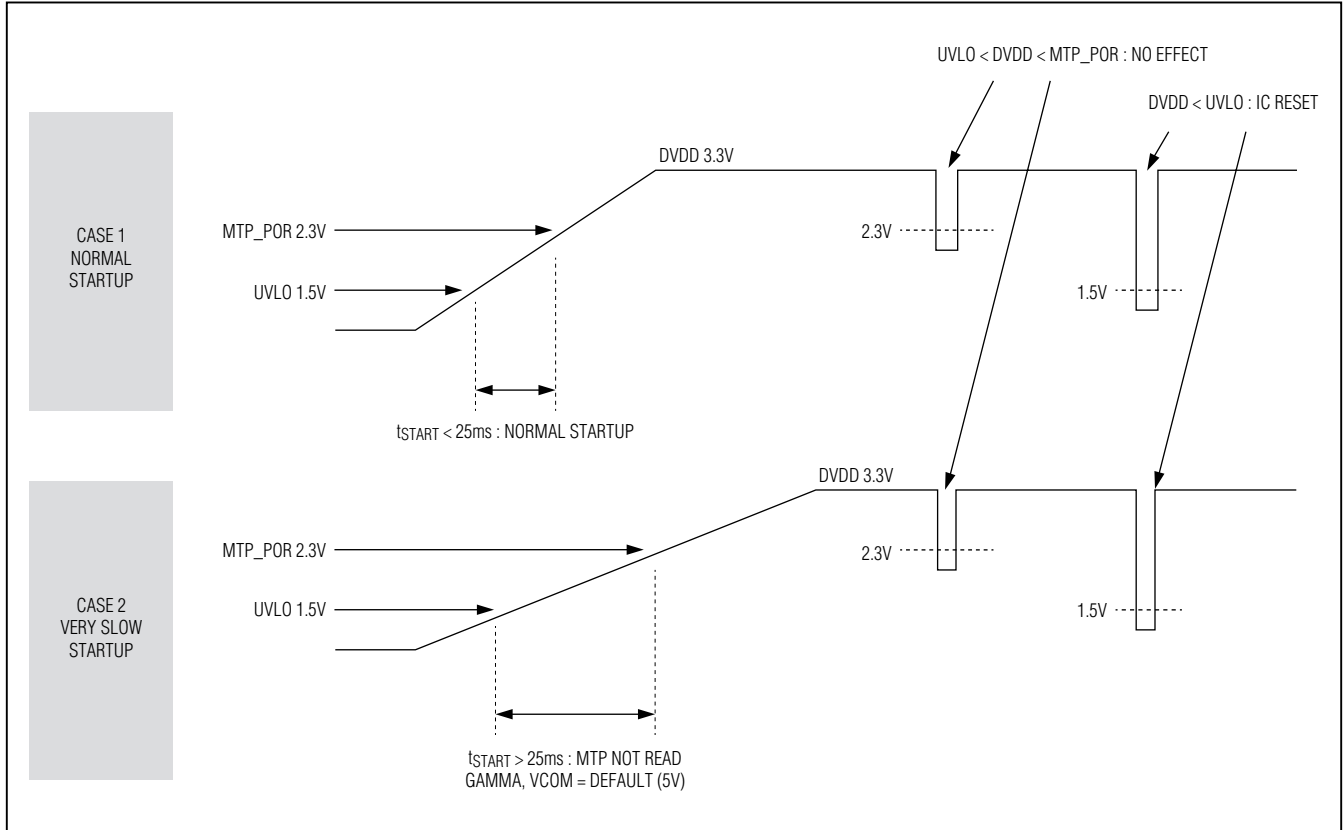 UVLO < DVDD < MTP_POR : NO EFFECT
DVDD < UVLO : IC RESET
CASE 1
NORMAL
STARTUP
DVDD 3.3V
MTP_POR 2.3V
UVLO 1.5V
2.3V
1.5V
tSTART < 25ms : NORMAL STARTUP
CASE 2
VERY SLOW
STARTUP
DVDD 3.3V
MTP_POR 2.3V
UVLO 1.5V
2.3V
1.5V
tSTART > 25ms : MTP NOT READ
GAMMA, VCOM = DEFAULT (5V)